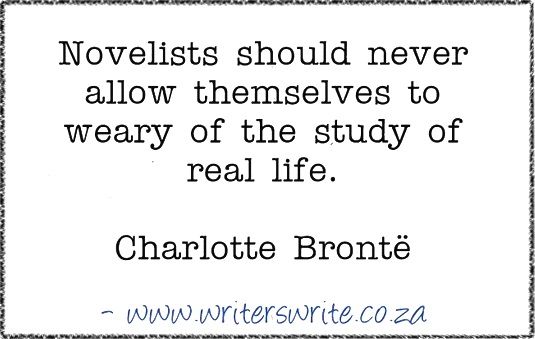 Novelists should never
allow themselves to
weary of the study of
real life.
Charlotte Brontë
- www.writerswrite.co.za